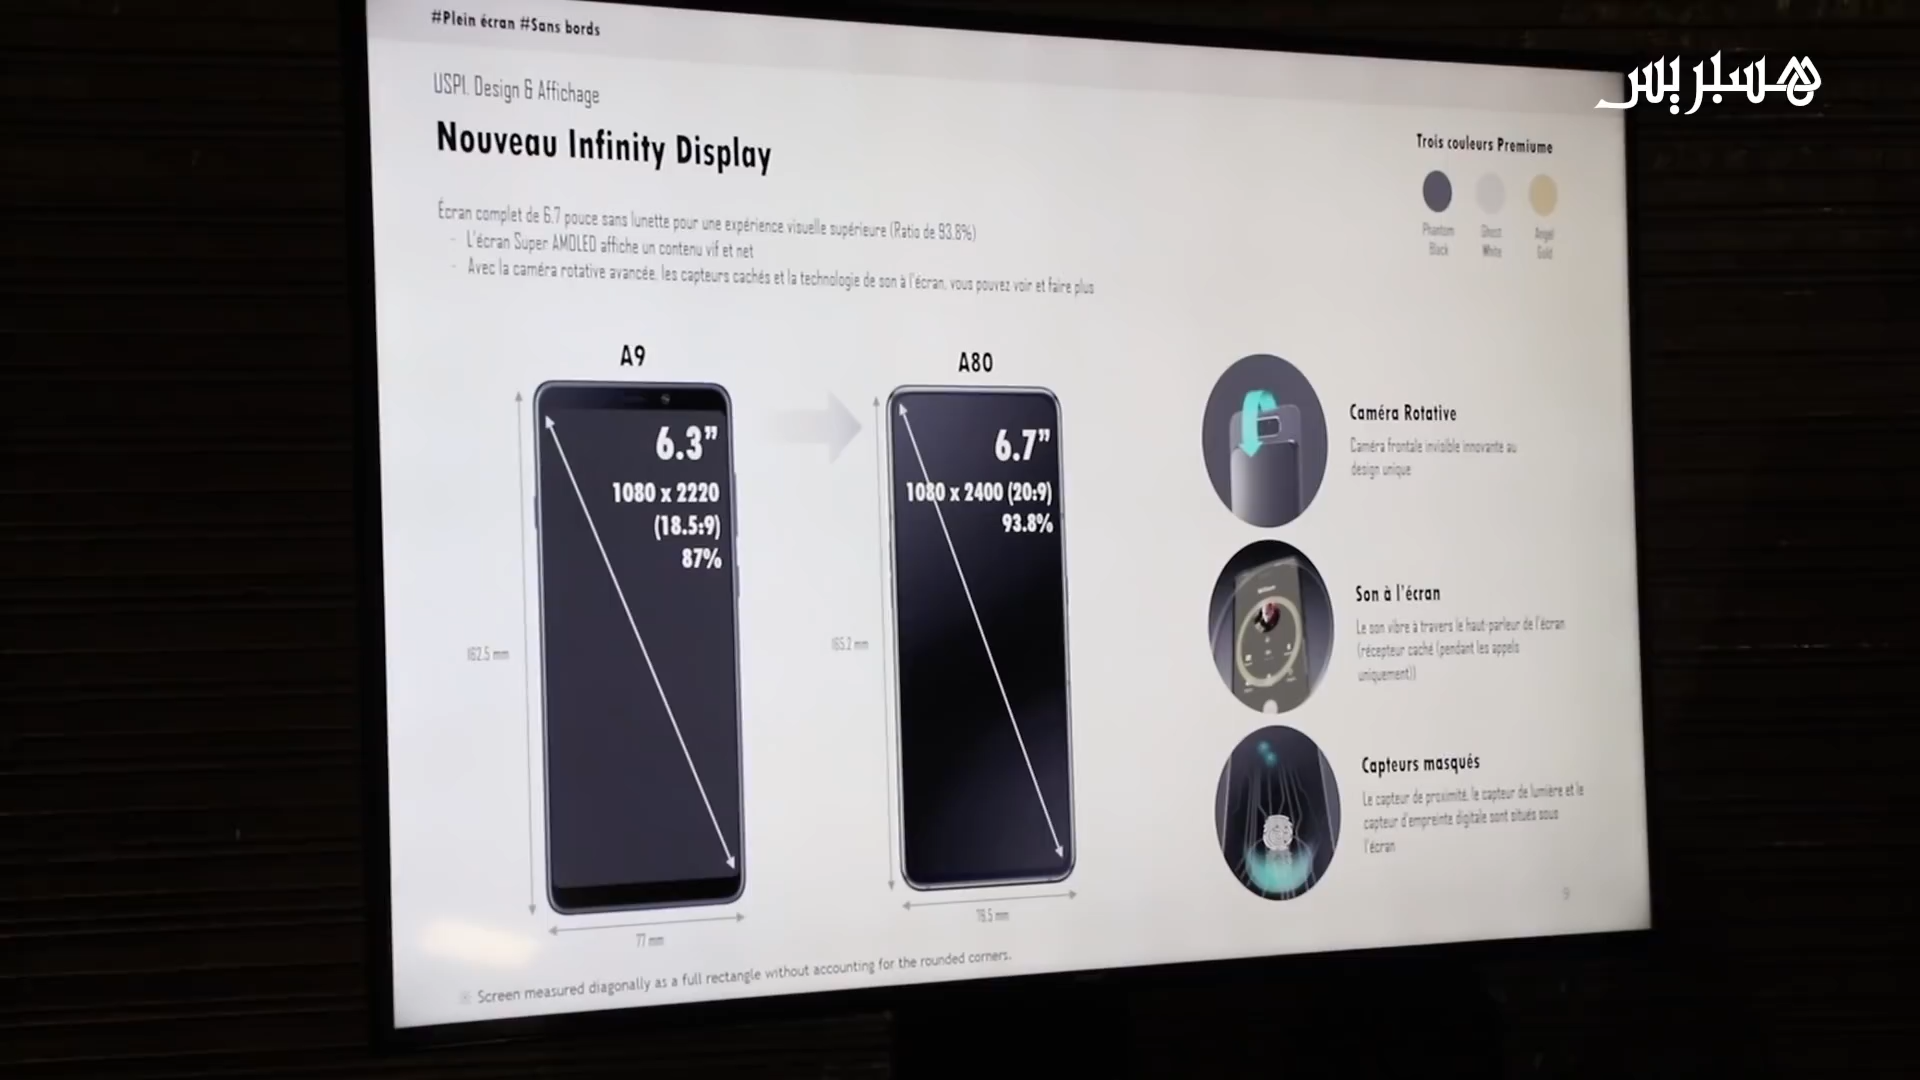 #Plein écran #Sans bords
هسبريس
USP1. Design & Affichage
Nouveau Infinity Display
Trois couleurs Premiume
Phantom Black
Ghost White
Angel Gold
Écran complet de 6.7 pouce sans lunette pour une expérience visuelle supérieure (Ratio de 93.8%)
- L'écran Super AMOLED affiche un contenu vif et net
- Avec la caméra rotative avancée, les capteurs cachés et la technologie de son à l'écran, vous pouvez voir et faire plus
A9
6.3”
1080 x 2220
(18.5:9)
87%
162.5 mm
77 mm
A80
6.7”
1080 x 2400 (20:9)
93.8%
165.2 mm
76.5 mm
Caméra Rotative
Caméra frontale invisible innovante au
design unique
Son à l'écran
Le son vibre à travers le haut-parleur de l'écran
(récepteur caché (pendant les appels
uniquement))
Capteurs masqués
Le capteur de proximité, le capteur de lumière et le
capteur d'empreinte digitale sont situés sous
l'écran
9
※ Screen measured diagonally as a full rectangle without accounting for the rounded corners.